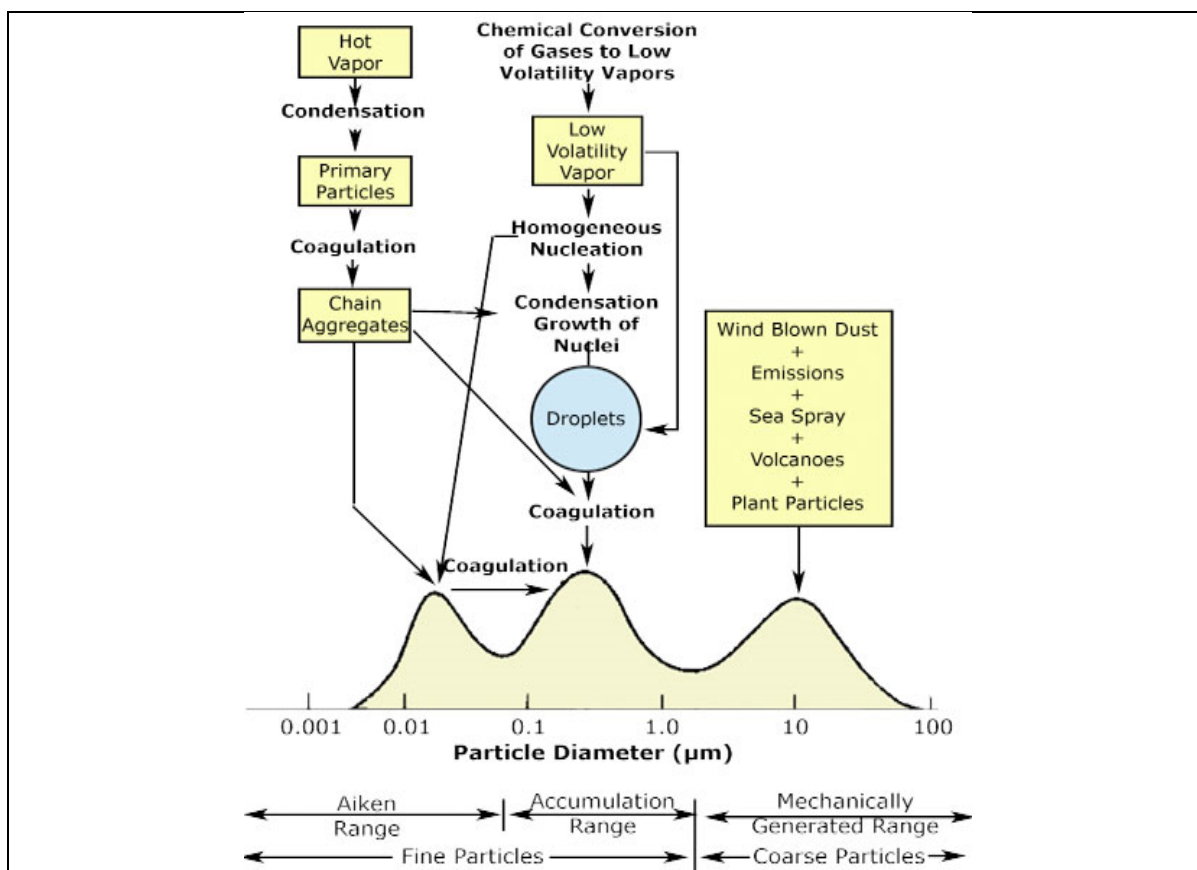 Hot
Vapor
Condensation
Primary
Particles
Coagulation
Chain
Aggregates
Chemical Conversion
of Gases to Low
Volatility Vapors
Low
Volatility
Vapor
Homogeneous
Nucleation
Condensation
Growth of
Nuclei
Droplets
Coagulation
Coagulation
Wind Blown Dust
+
Emissions
+
Sea Spray
+
Volcanoes
+
Plant Particles
0.001 0.01 0.1 1.0 10 100
Particle Diameter (µm)
Aiken
Range
Accumulation
Range
Mechanically
Generated Range
Fine Particles
Coarse Particles